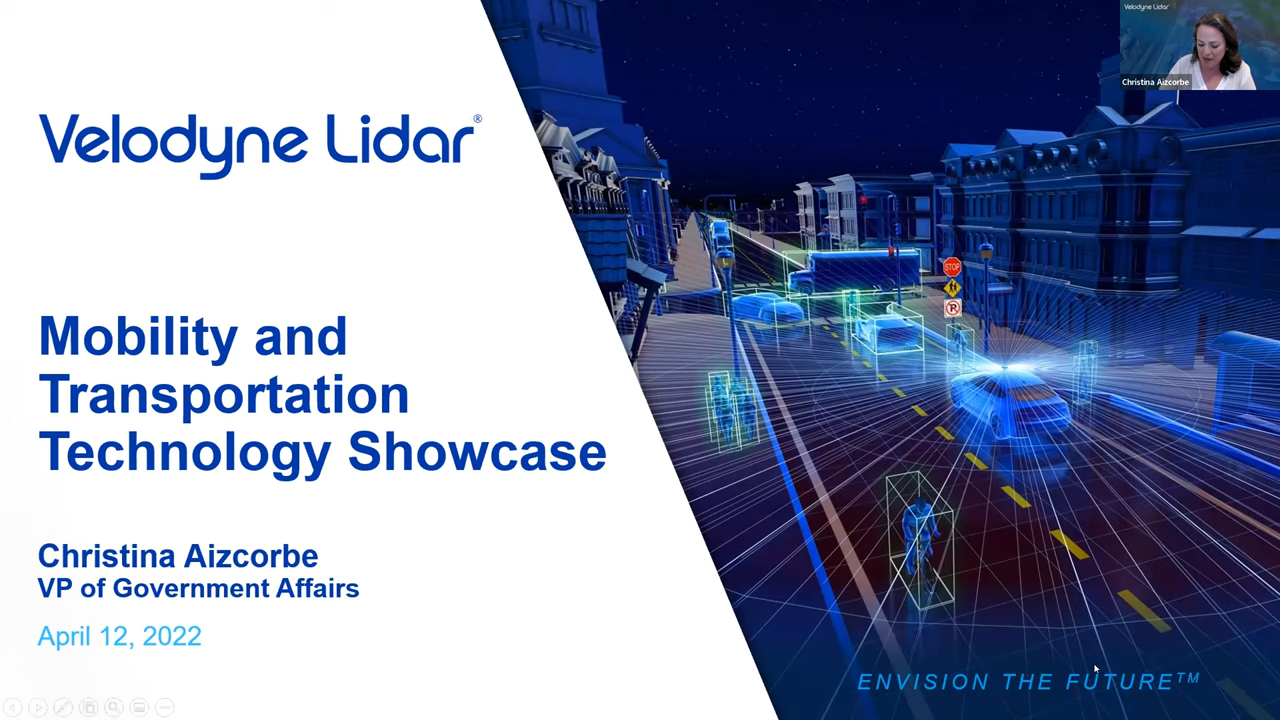 Velodyne Lidar®
Mobility and
Transportation
Technology Showcase
Christina Aizcorbe
VP of Government Affairs
April 12, 2022
Velodyne Lidar
Christina Aizcorbe
STOP
ENVISION THE FUTURE™